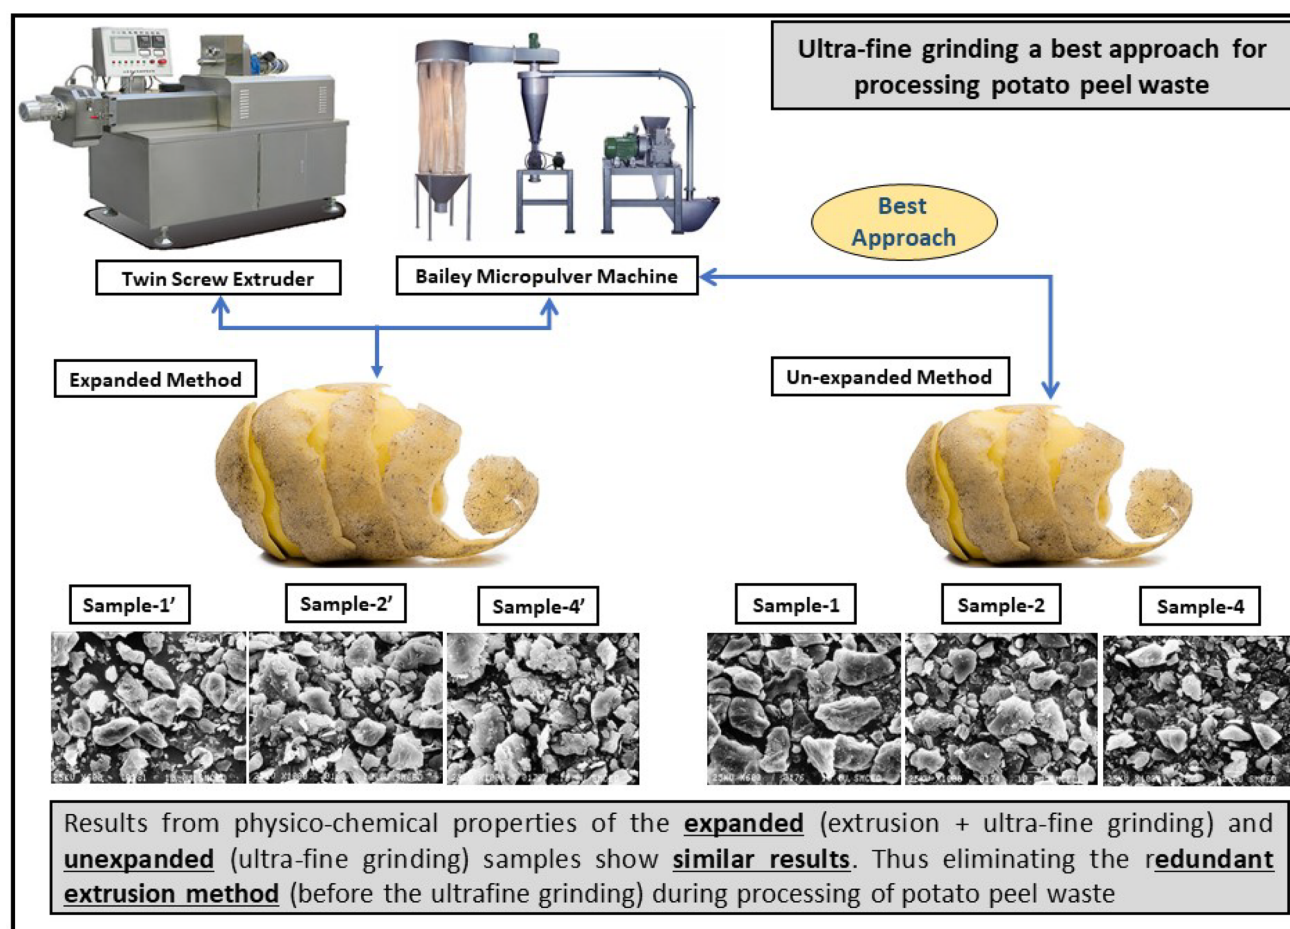 Ultra-fine grinding a best approach for
processing potato peel waste
Best
Approach
Twin Screw Extruder
Bailey Micropulver Machine
Expanded Method
Un-expanded Method
Sample-1’
Sample-2’
Sample-4’
Sample-1
Sample-2
Sample-4
Results from physico-chemical properties of the expanded (extrusion + ultra-fine grinding) and
unexpanded (ultra-fine grinding) samples show similar results. Thus eliminating the redundant
extrusion method (before the ultrafine grinding) during processing of potato peel waste